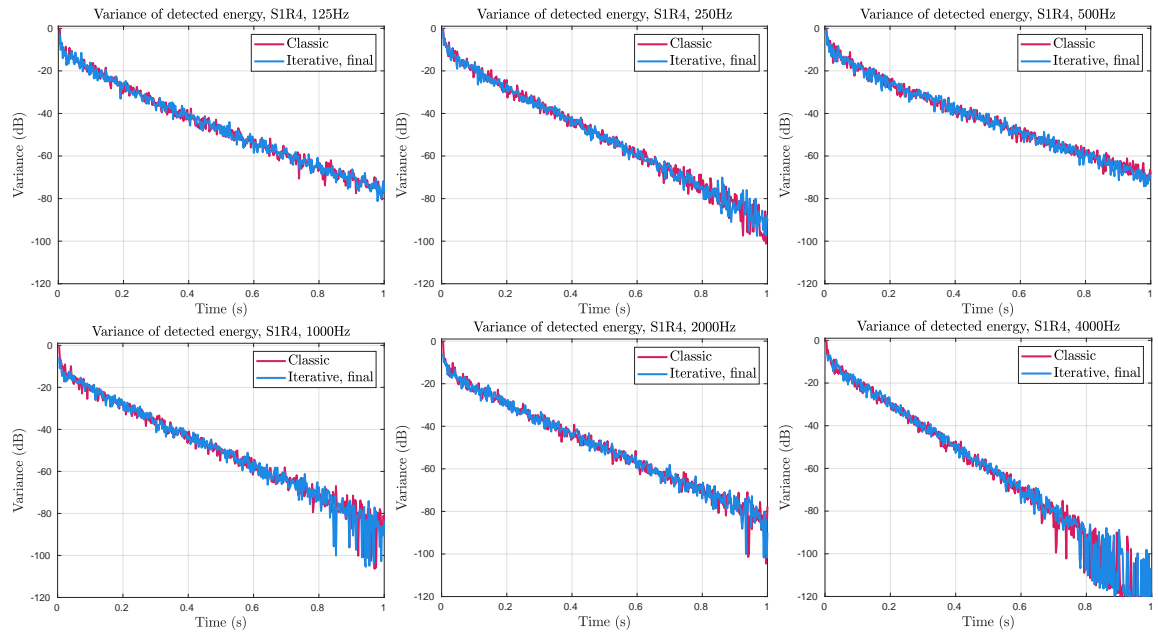 Variance of detected energy, S1R4, 125Hz
0
-20
-40
-60
-80
-100
-120
Variance (dB)
Classic
Iterative, final
0
0.2
0.4
0.6
0.8
1
Time (s)
Variance of detected energy, S1R4, 250Hz
0
-20
-40
-60
-80
-100
-120
Variance (dB)
Classic
Iterative, final
0
0.2
0.4
0.6
0.8
1
Time (s)
Variance of detected energy, S1R4, 500Hz
0
-20
-40
-60
-80
-100
-120
Variance (dB)
Classic
Iterative, final
0
0.2
0.4
0.6
0.8
1
Time (s)
Variance of detected energy, S1R4, 1000Hz
0
-20
-40
-60
-80
-100
-120
Variance (dB)
Classic
Iterative, final
0
0.2
0.4
0.6
0.8
1
Time (s)
Variance of detected energy, S1R4, 2000Hz
0
-20
-40
-60
-80
-100
-120
Variance (dB)
Classic
Iterative, final
0
0.2
0.4
0.6
0.8
1
Time (s)
Variance of detected energy, S1R4, 4000Hz
0
-20
-40
-60
-80
-100
-120
Variance (dB)
Classic
Iterative, final
0
0.2
0.4
0.6
0.8
1
Time (s)